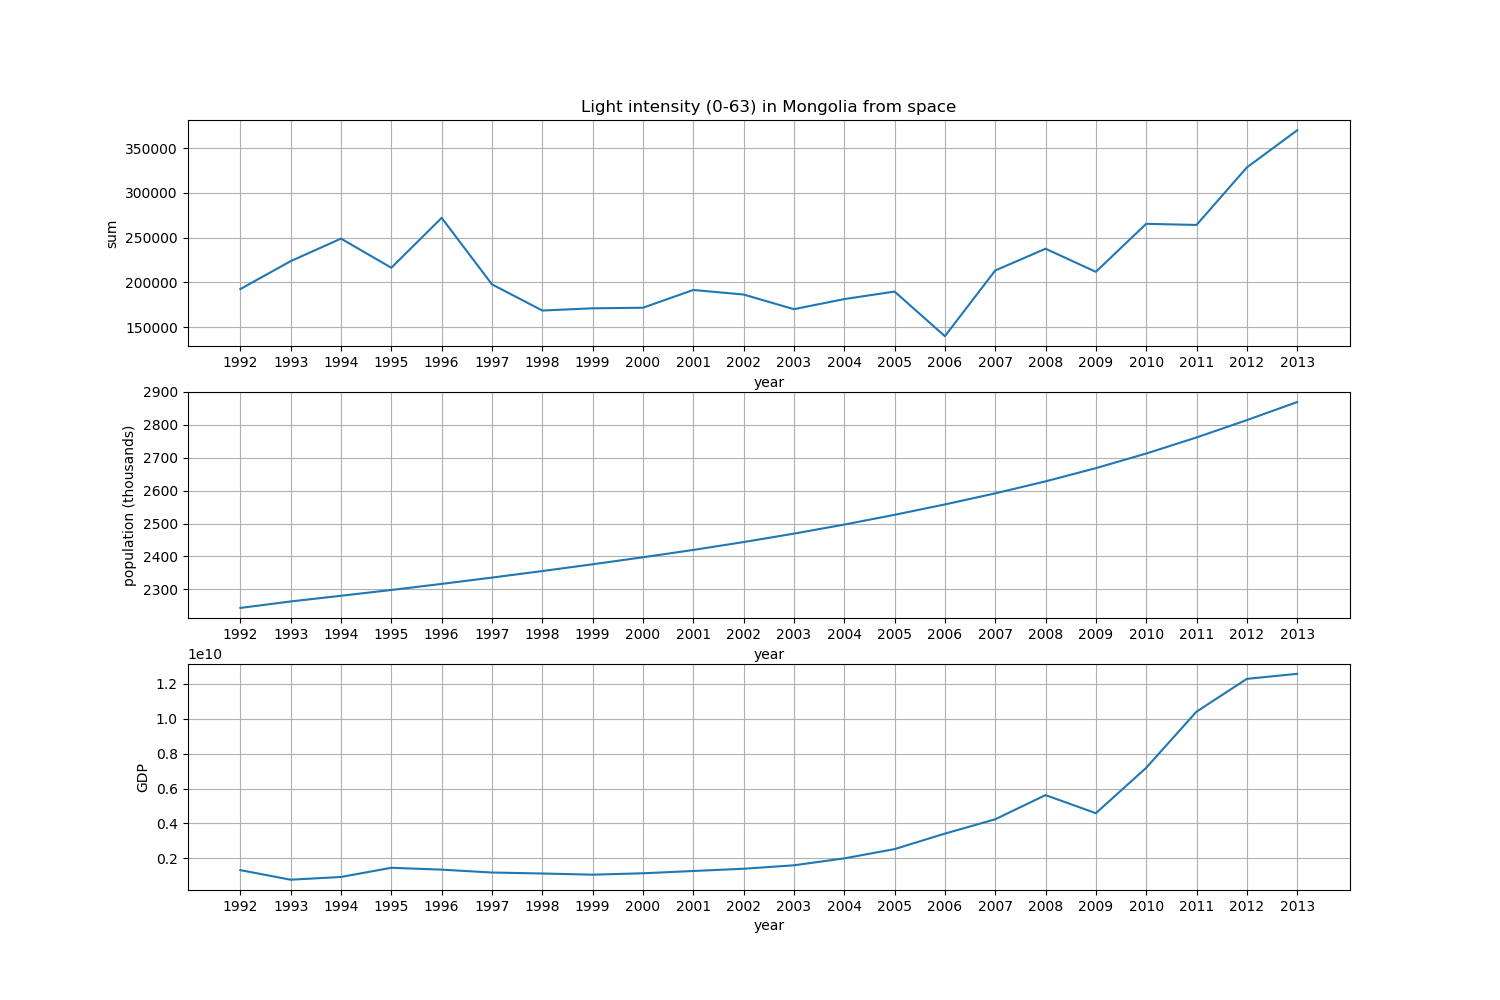 Light intensity (0-63) in Mongolia from space
350000
300000
250000
200000
150000
sum
1992 1993 1994 1995 1996 1997 1998 1999 2000 2001 2002 2003 2004 2005 2006 2007 2008 2009 2010 2011 2012 2013
year
2900
2800
2700
2600
2500
2400
2300
population (thousands)
1992 1993 1994 1995 1996 1997 1998 1999 2000 2001 2002 2003 2004 2005 2006 2007 2008 2009 2010 2011 2012 2013
year
1e10
1.2
1.0
0.8
0.6
0.4
0.2
GDP
1992 1993 1994 1995 1996 1997 1998 1999 2000 2001 2002 2003 2004 2005 2006 2007 2008 2009 2010 2011 2012 2013
year